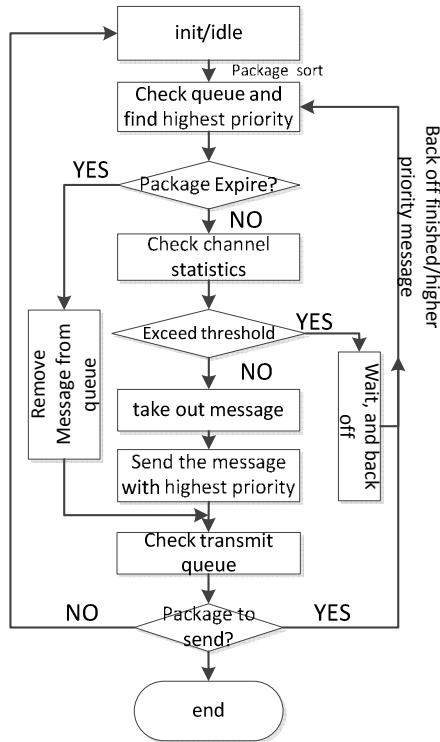 init/idle
Package sort
Check queue and
find highest priority
YES
Package Expire?
NO
Check channel
statistics
Exceed threshold
YES
NO
Remove
Message from
queue
take out message
Wait, and back
off
Back off finished/higher
priority message
Send the message
with highest priority
Check transmit
queue
NO
Package to
send?
YES
end